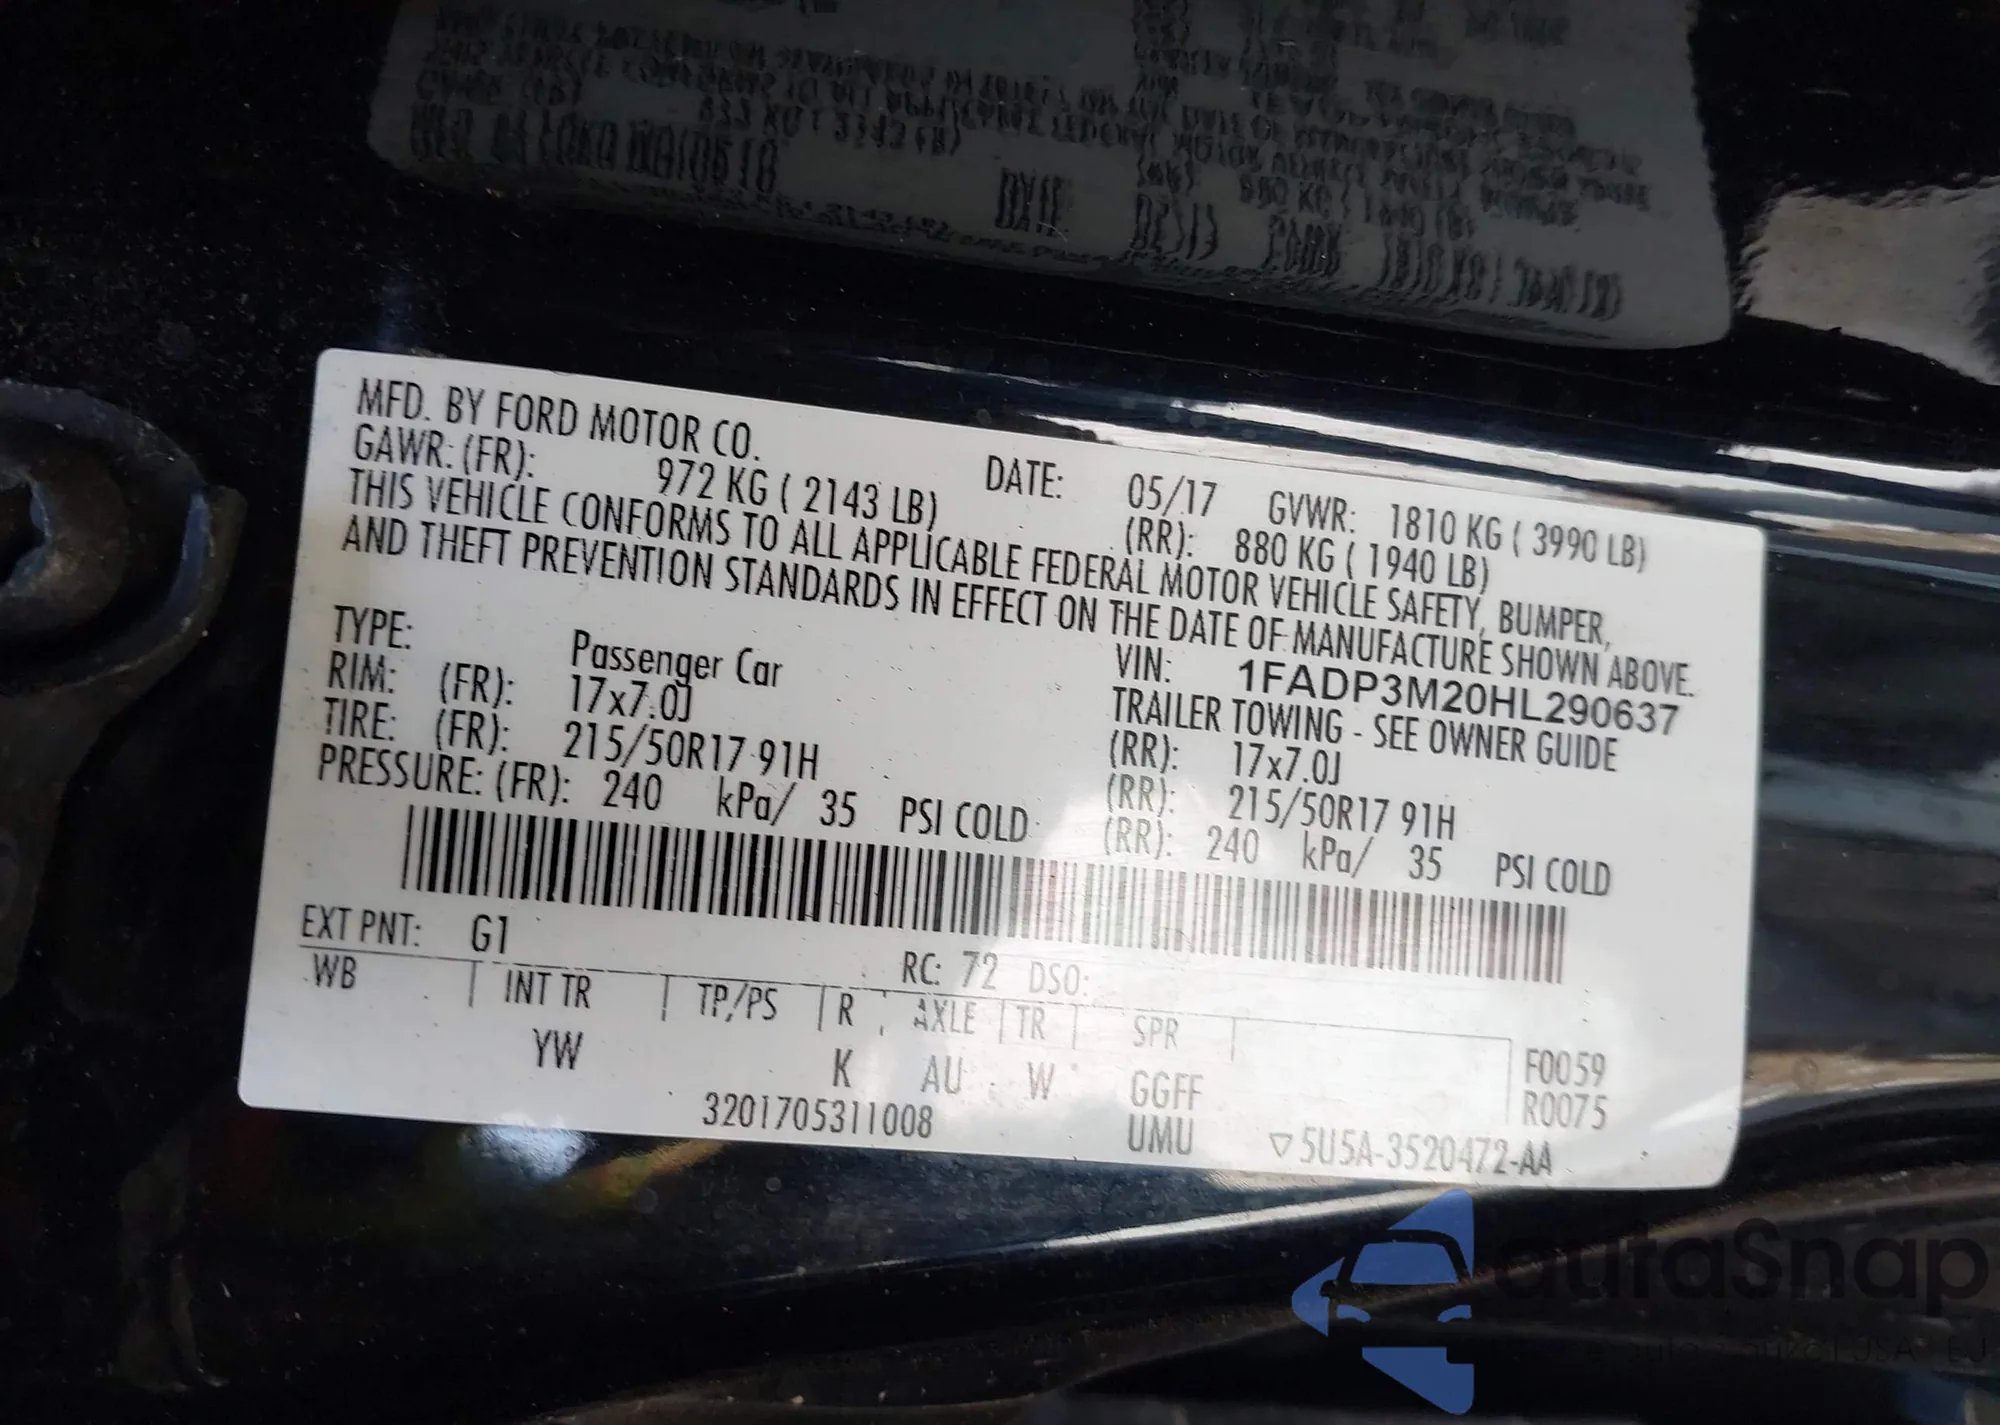 MFD. BY FORD MOTOR CO. DATE: 05/17 GVWR: 1810 KG ( 3990 LB)
GAWR: (FR): 972 KG ( 2143 LB) (RR): 880 KG ( 1940 LB)
THIS VEHICLE CONFORMS TO ALL APPLICABLE FEDERAL MOTOR VEHICLE SAFETY, BUMPER,
AND THEFT PREVENTION STANDARDS IN EFFECT ON THE DATE OF MANUFACTURE SHOWN ABOVE.
VIN: 1FADP3M20HL290637
TYPE: Passenger Car TRAILER TOWING - SEE OWNER GUIDE
RIM: (FR): 17x7.0J (RR): 17x7.0J
TIRE: (FR): 215/50R17 91H (RR): 215/50R17 91H
PRESSURE: (FR): 240 kPa/ 35 PSI COLD (RR): 240 kPa/ 35 PSI COLD
EXT PNT: G1 RC: 72 DSO:
WB INT TR TP/PS R AXLE TR SPR F0059
YW K AU W GGFF R0075
3201705311008 UMU ▽5U5A-3520472-AA
autaSnap